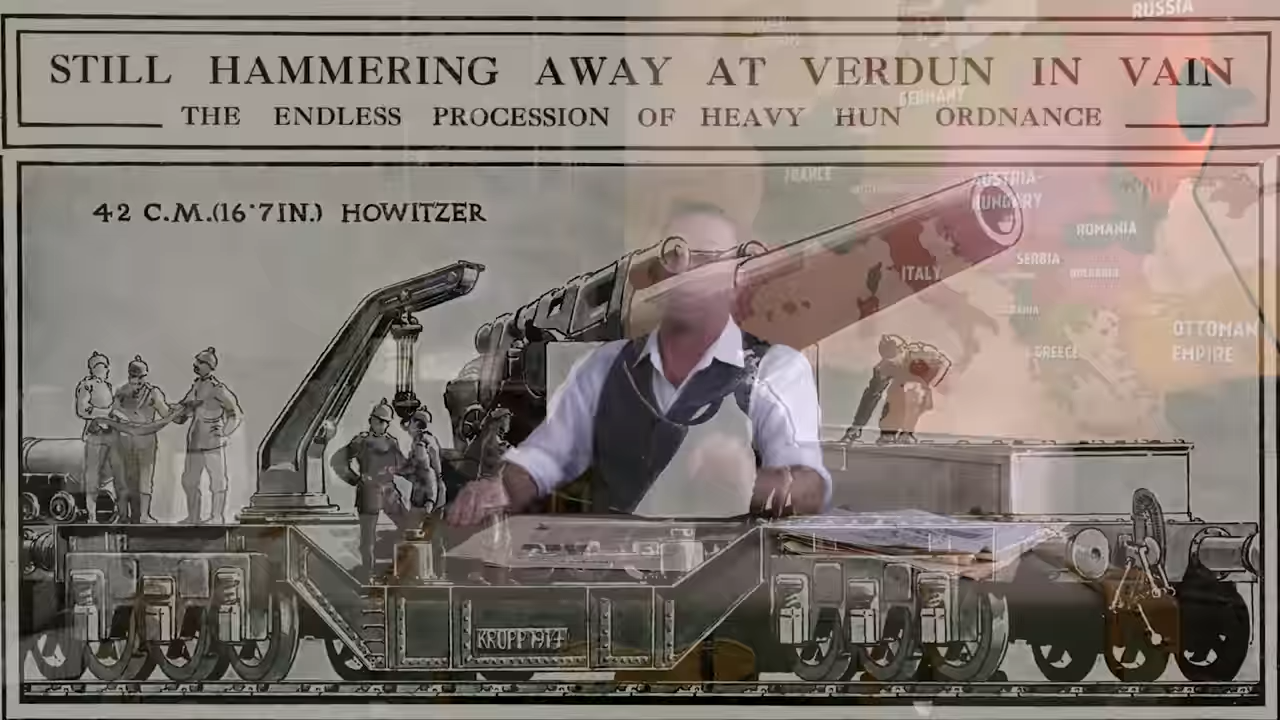 STILL HAMMERING AWAY AT VERDUN IN VAIN
THE ENDLESS PROCESSION OF HEAVY HUN ORDNANCE
42 C.M.(16·7IN.) HOWITZER
RUSSIA
GERMANY
FRANCE
AUSTRIA-
HUNGARY
ROMANIA
SERBIA
ITALY
GREECE
OTTOMAN
EMPIRE
KRUPP 1914